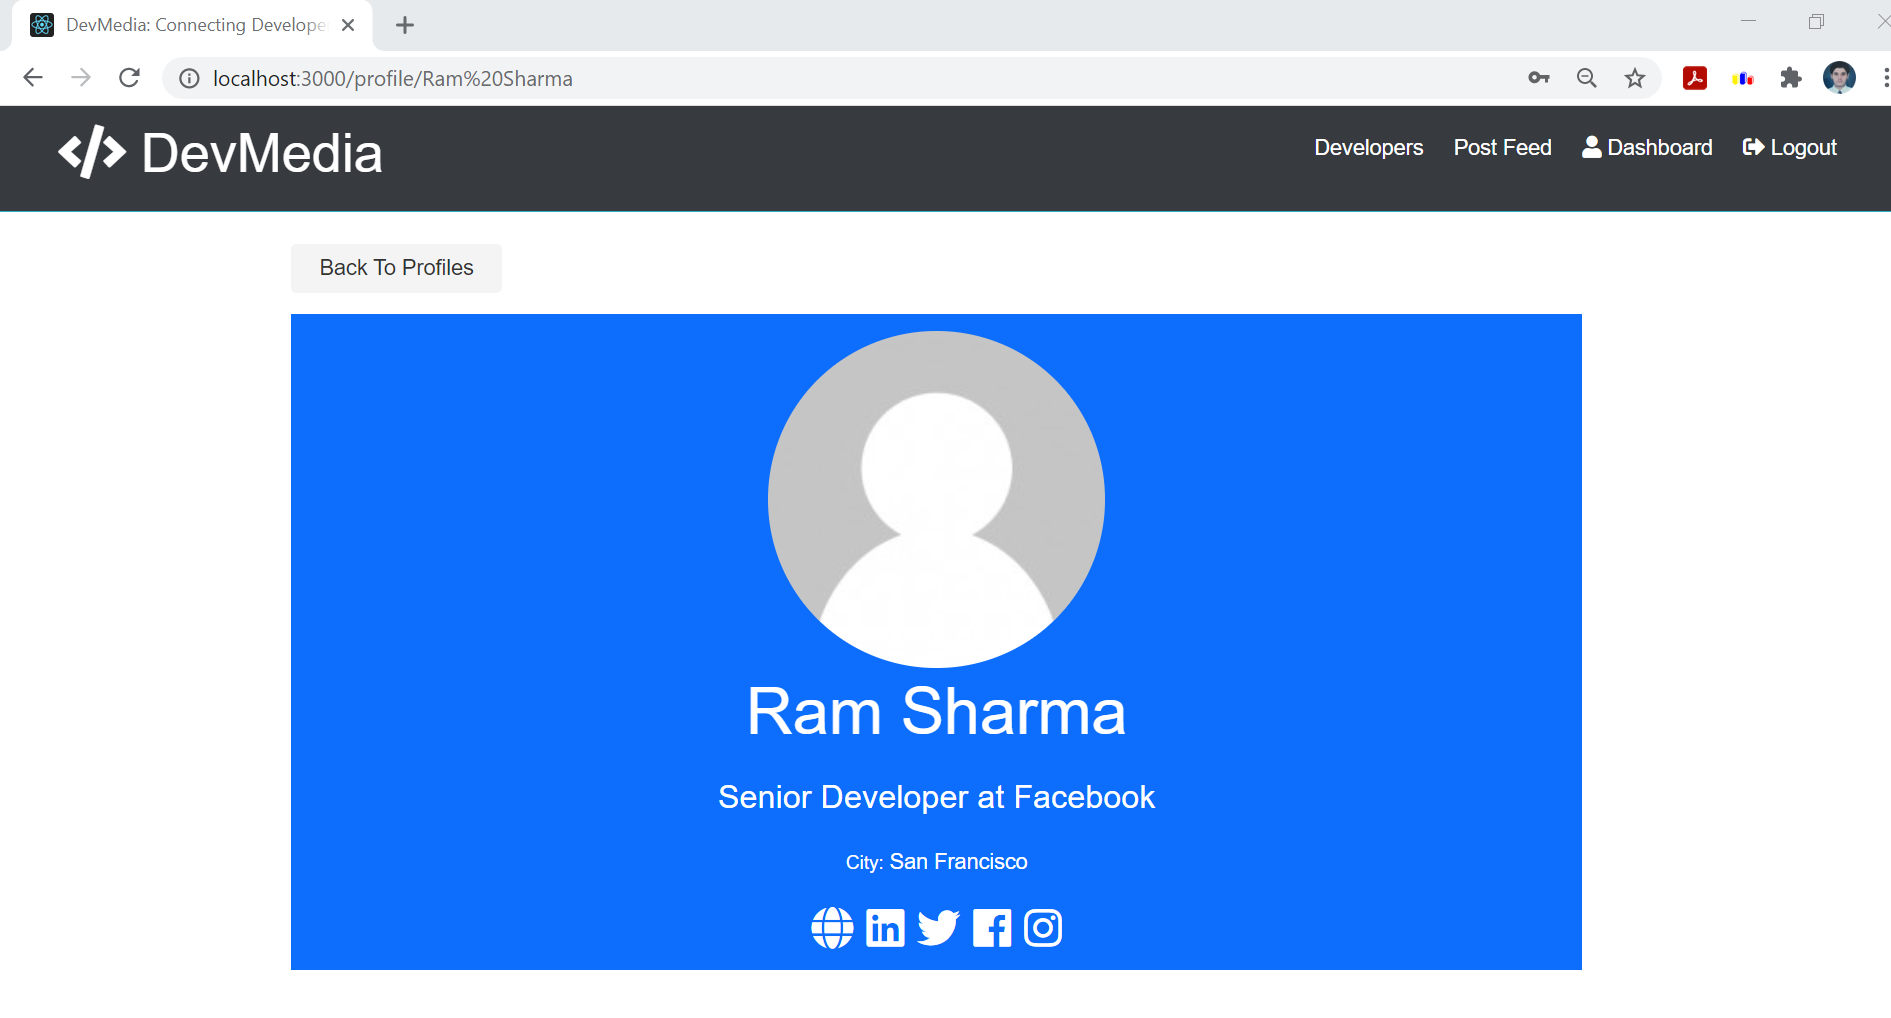 DevMedia: Connecting Develope
localhost:3000/profile/Ram%20Sharma
</> DevMedia
Developers Post Feed Dashboard Logout
Back To Profiles
Ram Sharma
Senior Developer at Facebook
City: San Francisco